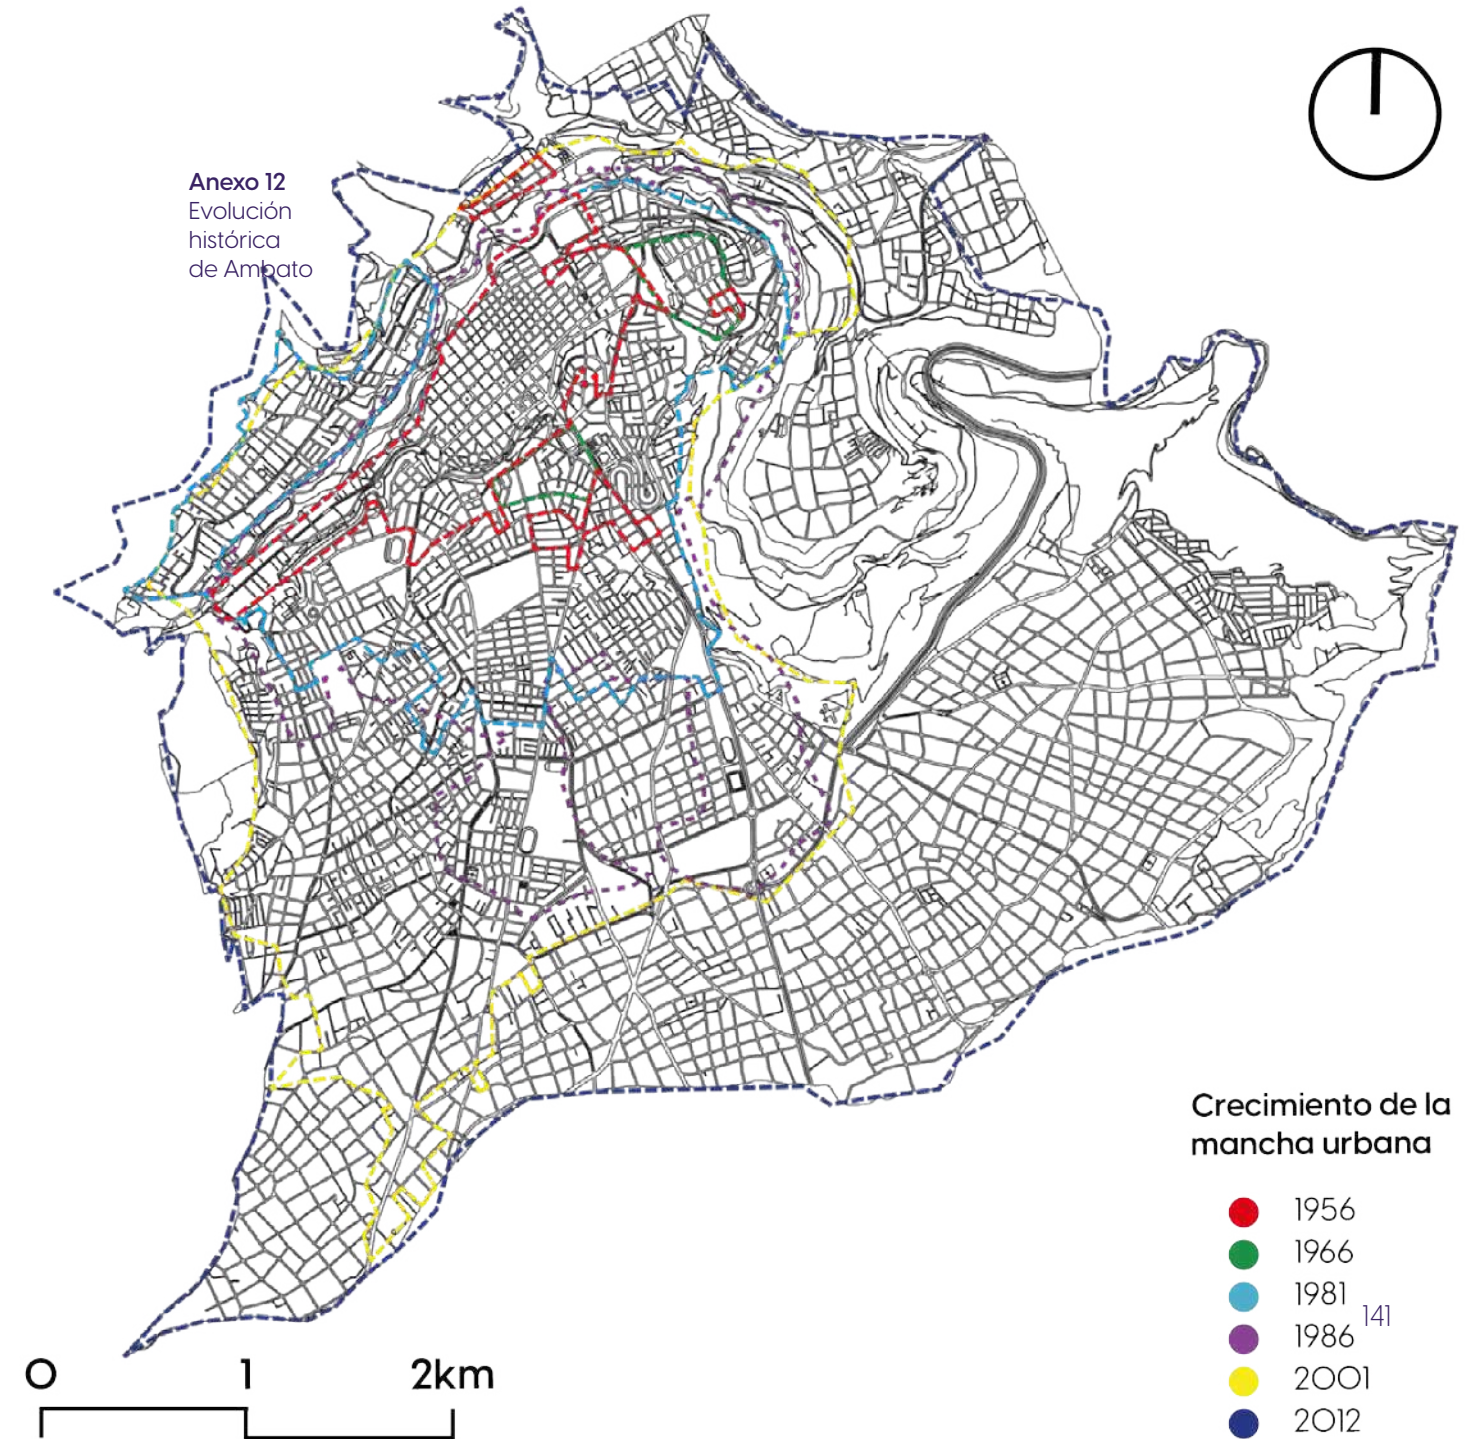 Anexo 12
Evolución
histórica
de Ambato
Crecimiento de la
mancha urbana
1956
1966
1981
141
1986
2001
2012
0 1 2km